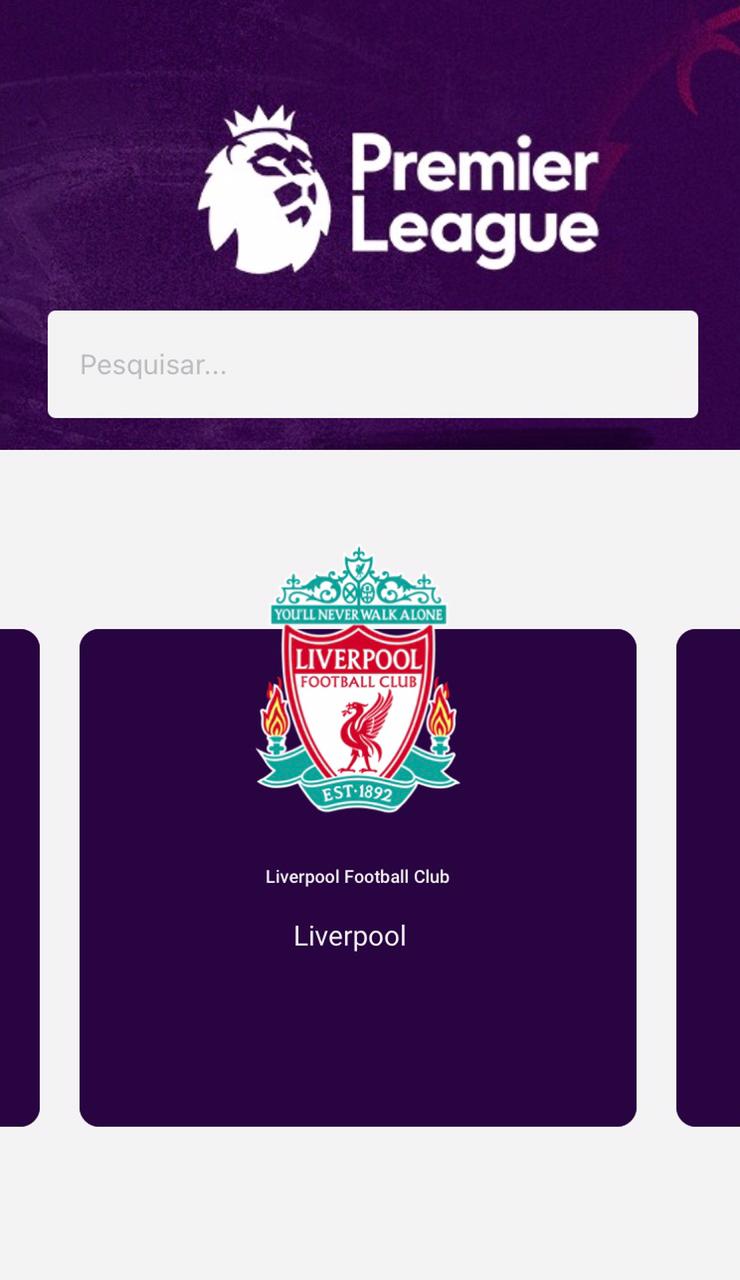 Premier
League
Pesquisar...
YOU'LL NEVER WALK ALONE
LIVERPOOL
FOOTBALL CLUB
EST·1892
Liverpool Football Club
Liverpool